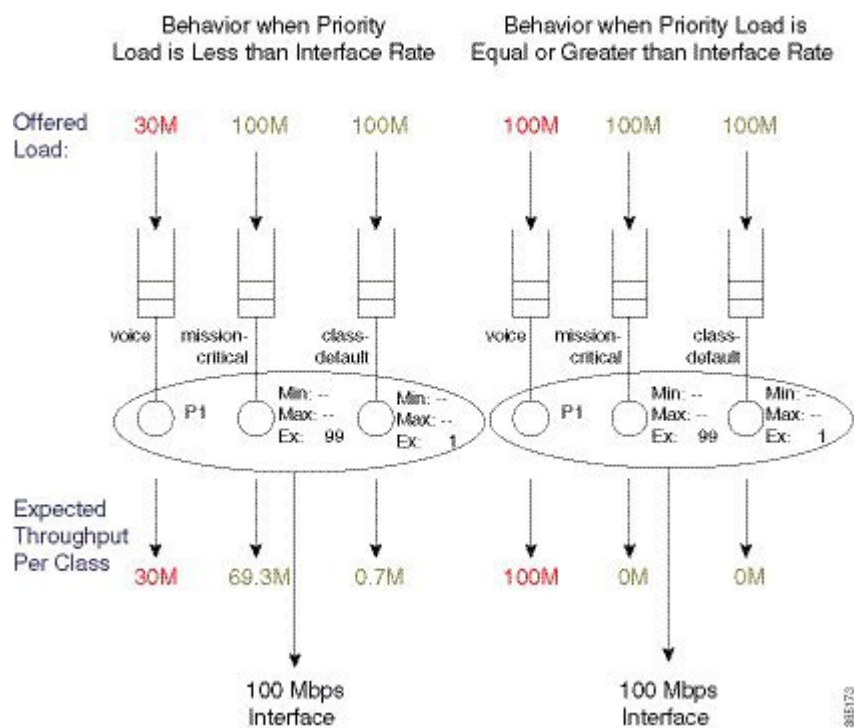 Behavior when Priority
Load is Less than Interface Rate
Behavior when Priority Load is
Equal or Greater than Interface Rate
Offered
Load:
30M 100M 100M 100M 100M 100M
voice
mission-
critical
class-
default
voice
mission-
critical
class-
default
P1
Min: --
Max: --
Ex: 99
Min: --
Max: --
Ex: 1
P1
Min: --
Max: --
Ex: 99
Min: --
Max: --
Ex: 1
Expected
Throughput
Per Class
30M 69.3M 0.7M 100M 0M 0M
100 Mbps
Interface
100 Mbps
Interface